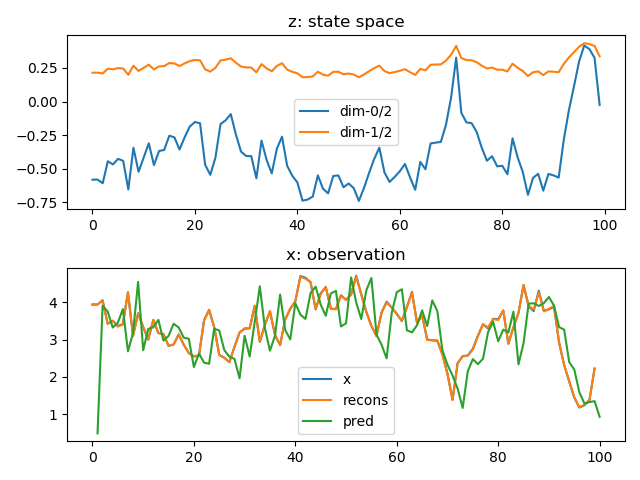 z: state space
0.25
0.00
−0.25
−0.50
−0.75
dim-0/2
dim-1/2
0 20 40 60 80 100
x: observation
4
3
2
1
x
recons
pred
0 20 40 60 80 100